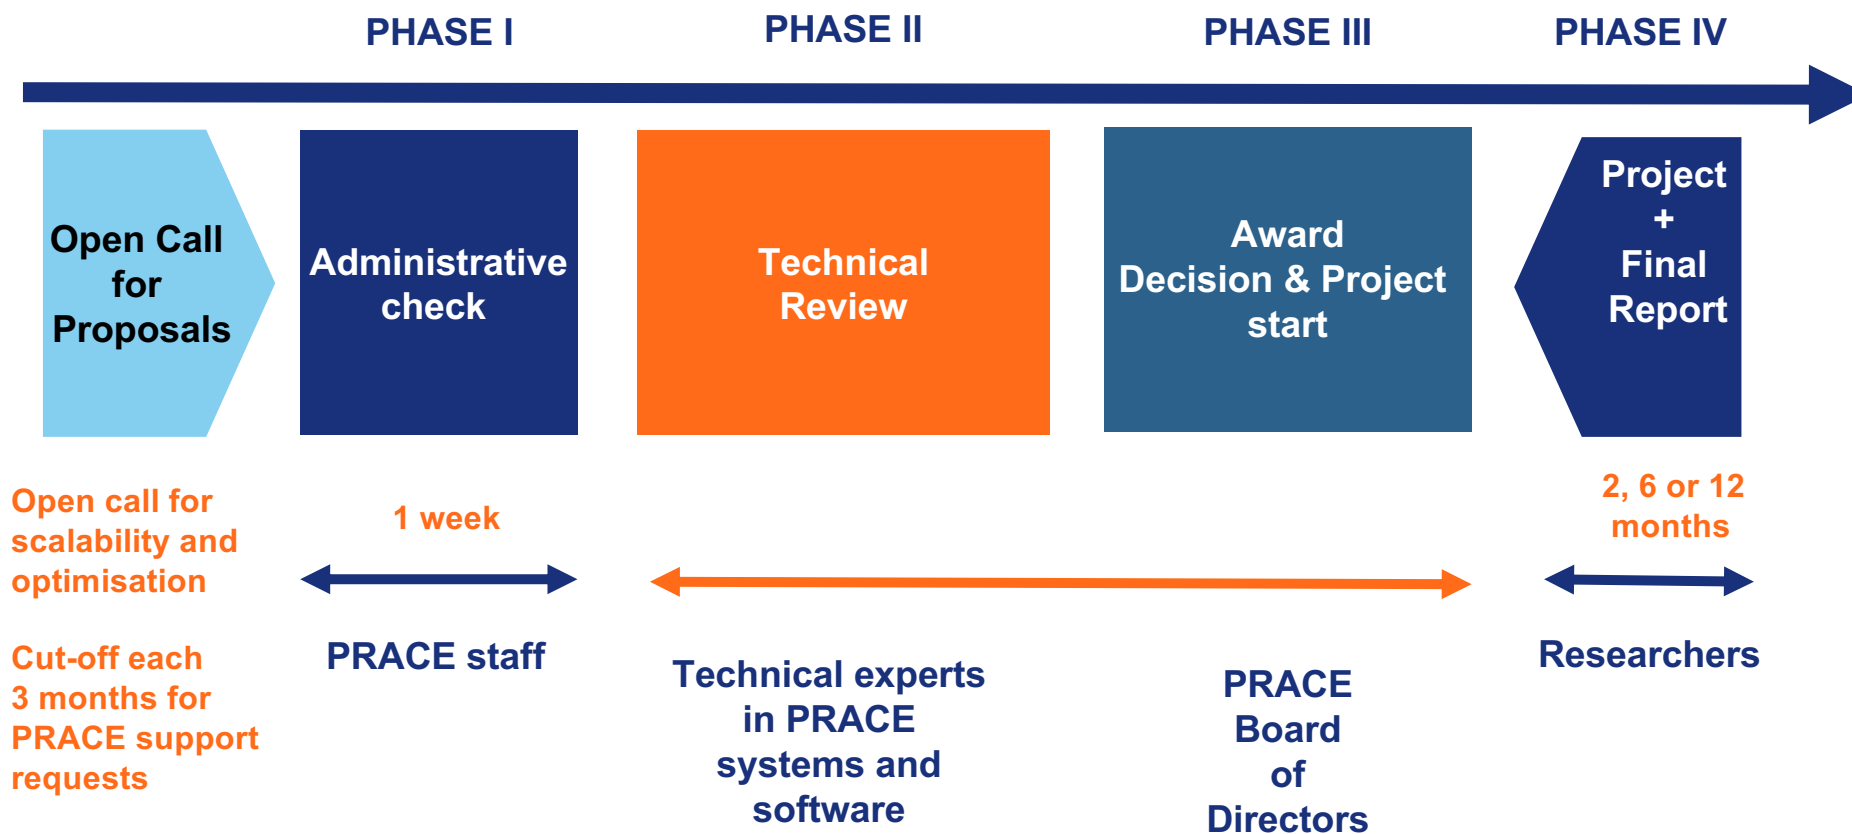 PHASE I
PHASE II
PHASE III
PHASE IV
Open Call
for
Proposals
Administrative
check
Technical
Review
Award
Decision & Project
start
Project
+
Final
Report
Open call for
scalability and
optimisation
Cut-off each
3 months for
PRACE support
requests
1 week
PRACE staff
Technical experts
in PRACE
systems and
software
PRACE
Board
of
Directors
2, 6 or 12
months
Researchers